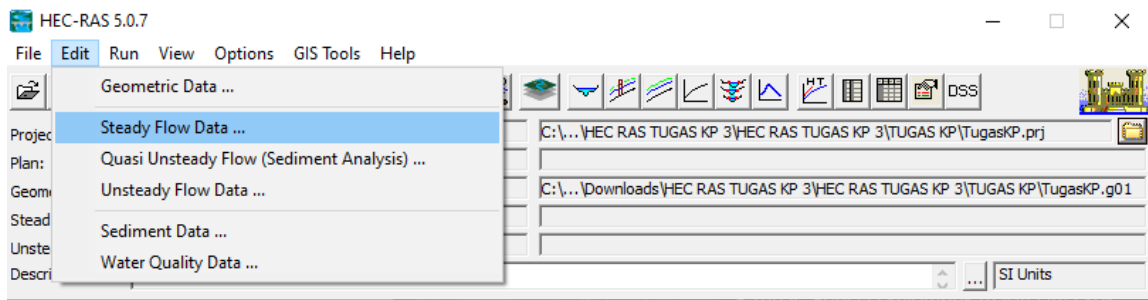 HEC-RAS 5.0.7
File Edit Run View Options GIS Tools Help
Geometric Data ...
HT DSS
Steady Flow Data ...
Projec C:\...\HEC RAS TUGAS KP 3\HEC RAS TUGAS KP 3\TUGAS KP\TugasKP.prj
Quasi Unsteady Flow (Sediment Analysis) ...
Plan:
Unsteady Flow Data ...
Geome C:\...\Downloads\HEC RAS TUGAS KP 3\HEC RAS TUGAS KP 3\TUGAS KP\TugasKP.g01
Stead
Sediment Data ...
Unste
Water Quality Data ...
Descri ... SI Units